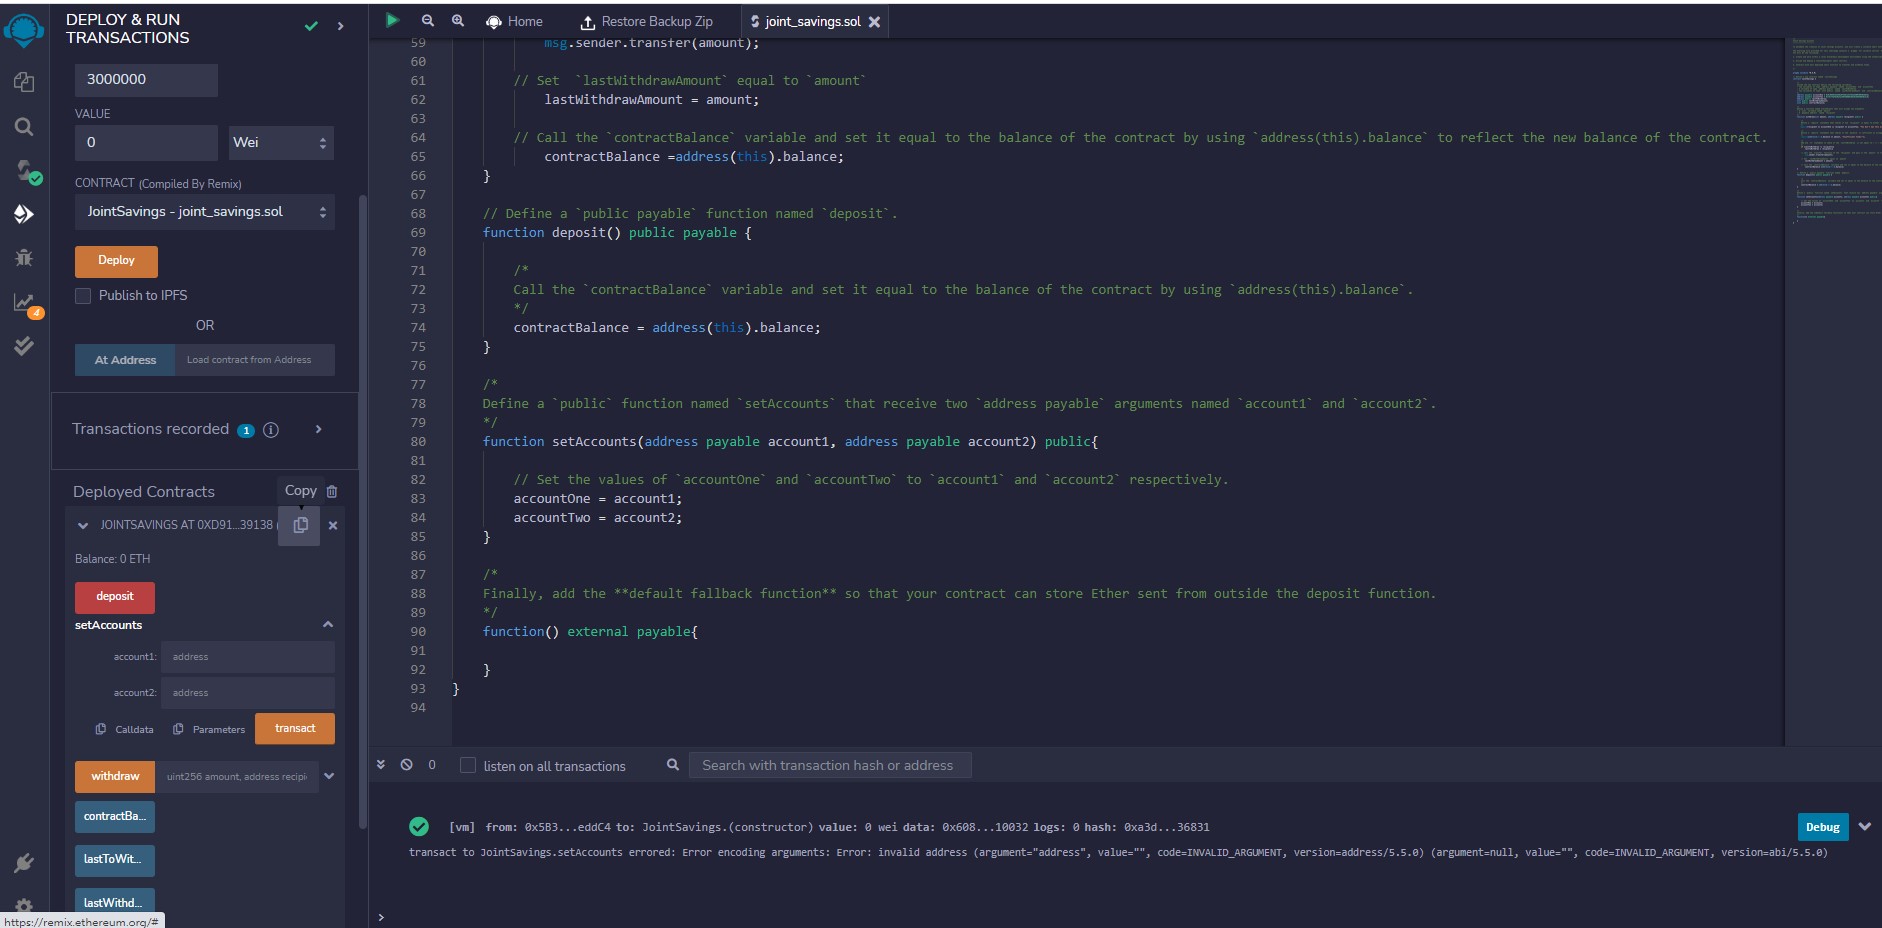 DEPLOY & RUN
TRANSACTIONS
3000000
VALUE
0
Wei
CONTRACT (Compiled By Remix)
JointSavings - joint_savings.sol
Deploy
Publish to IPFS
OR
At Address
Load contract from Address
Transactions recorded 1
Deployed Contracts
Copy
JOINTSAVINGS AT 0XD91...39138 (
Balance: 0 ETH
deposit
setAccounts
account1: address
account2: address
Calldata
Parameters
transact
withdraw
uint256 amount, address recipi
contractBa...
lastToWit...
lastWithd...
https://remix.ethereum.org/#
4
Home
Restore Backup Zip
joint_savings.sol
59 msg.sender.transfer(amount);
60
61 // Set  `lastWithdrawAmount` equal to `amount`
62 lastWithdrawAmount = amount;
63
64 // Call the `contractBalance` variable and set it equal to the balance of the contract by using `address(this).balance` to reflect the new balance of the contract.
65 contractBalance =address(this).balance;
66 }
67
68 // Define a `public payable` function named `deposit`.
69 function deposit() public payable {
70
71 /*
72 Call the `contractBalance` variable and set it equal to the balance of the contract by using `address(this).balance`.
73 */
74 contractBalance = address(this).balance;
75 }
76
77 /*
78 Define a `public` function named `setAccounts` that receive two `address payable` arguments named `account1` and `account2`.
79 */
80 function setAccounts(address payable account1, address payable account2) public{
81
82 // Set the values of `accountOne` and `accountTwo` to `account1` and `account2` respectively.
83 accountOne = account1;
84 accountTwo = account2;
85 }
86
87 /*
88 Finally, add the **default fallback function** so that your contract can store Ether sent from outside the deposit function.
89 */
90 function() external payable{
91
92 }
93 }
94
0
listen on all transactions
Search with transaction hash or address
[vm] from: 0x5B3...eddC4 to: JointSavings.(constructor) value: 0 wei data: 0x608...10032 logs: 0 hash: 0xa3d...36831
Debug
transact to JointSavings.setAccounts errored: Error encoding arguments: Error: invalid address (argument="address", value="", code=INVALID_ARGUMENT, version=address/5.5.0) (argument=null, value="", code=INVALID_ARGUMENT, version=abi/5.5.0)
>